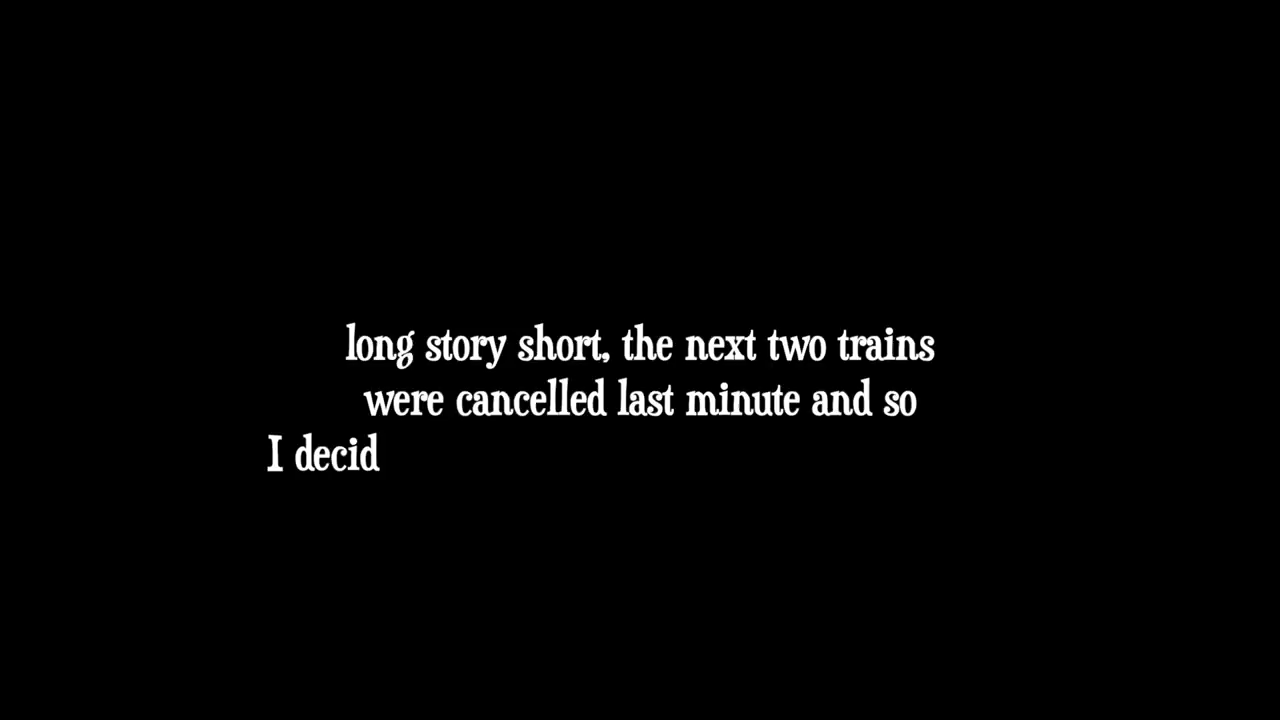 long story short, the next two trains
were cancelled last minute and so
I decid